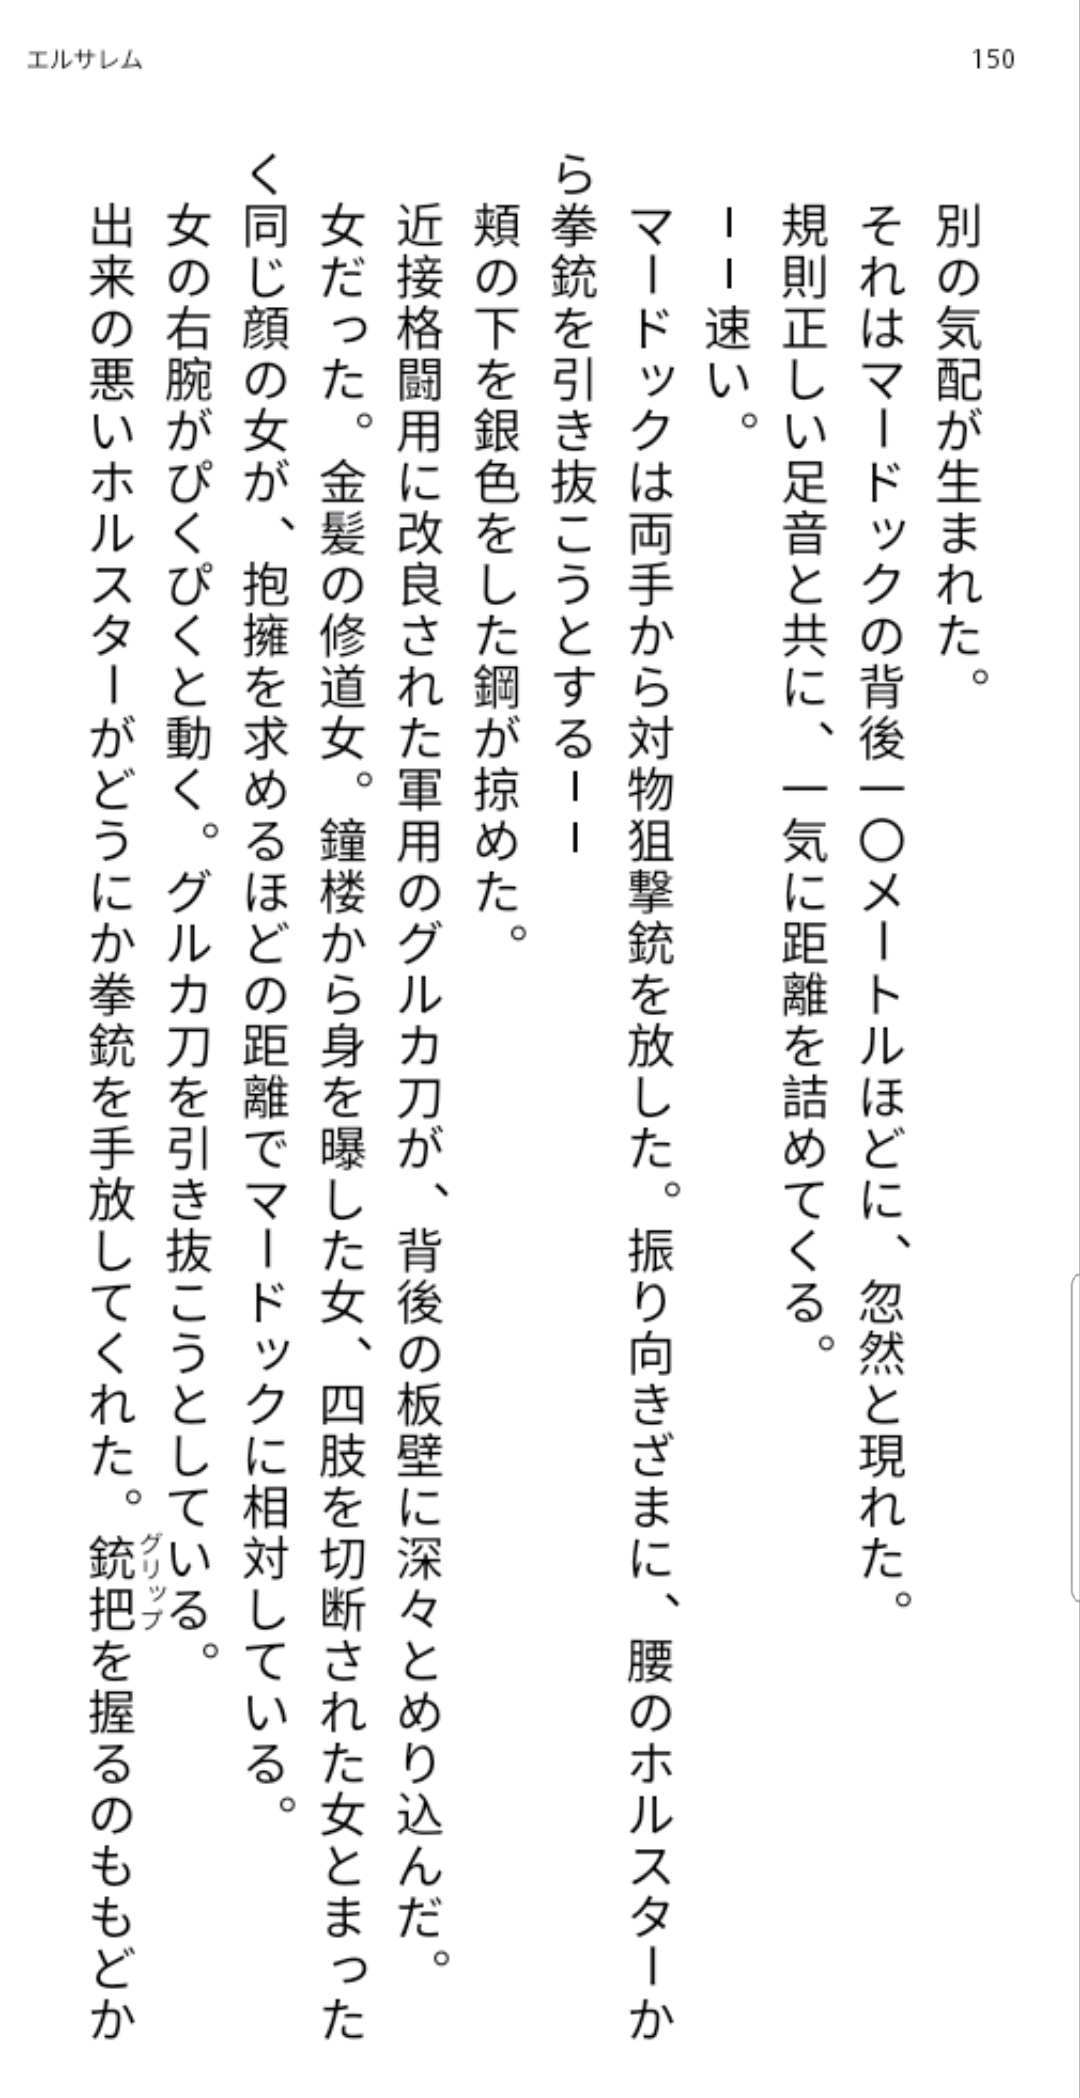 エルサレム
150
別の気配が生まれた。
それはマードックの背後一〇メートルほどに、忽然と現れた。
規則正しい足音と共に、一気に距離を詰めてくる。
――速い。
マードックは両手から対物狙撃銃を放した。振り向きざまに、腰のホルスターか
ら拳銃を引き抜こうとする――
頬の下を銀色をした鋼が掠めた。
近接格闘用に改良された軍用のグルカ刀が、背後の板壁に深々とめり込んだ。
女だった。金髪の修道女。鐘楼から身を曝した女、四肢を切断された女とまった
く同じ顔の女が、抱擁を求めるほどの距離でマードックに相対している。
女の右腕がぴくぴくと動く。グルカ刀を引き抜こうとしている。
出来の悪いホルスターがどうにか拳銃を手放してくれた。銃把を握るのももどか
グリップ